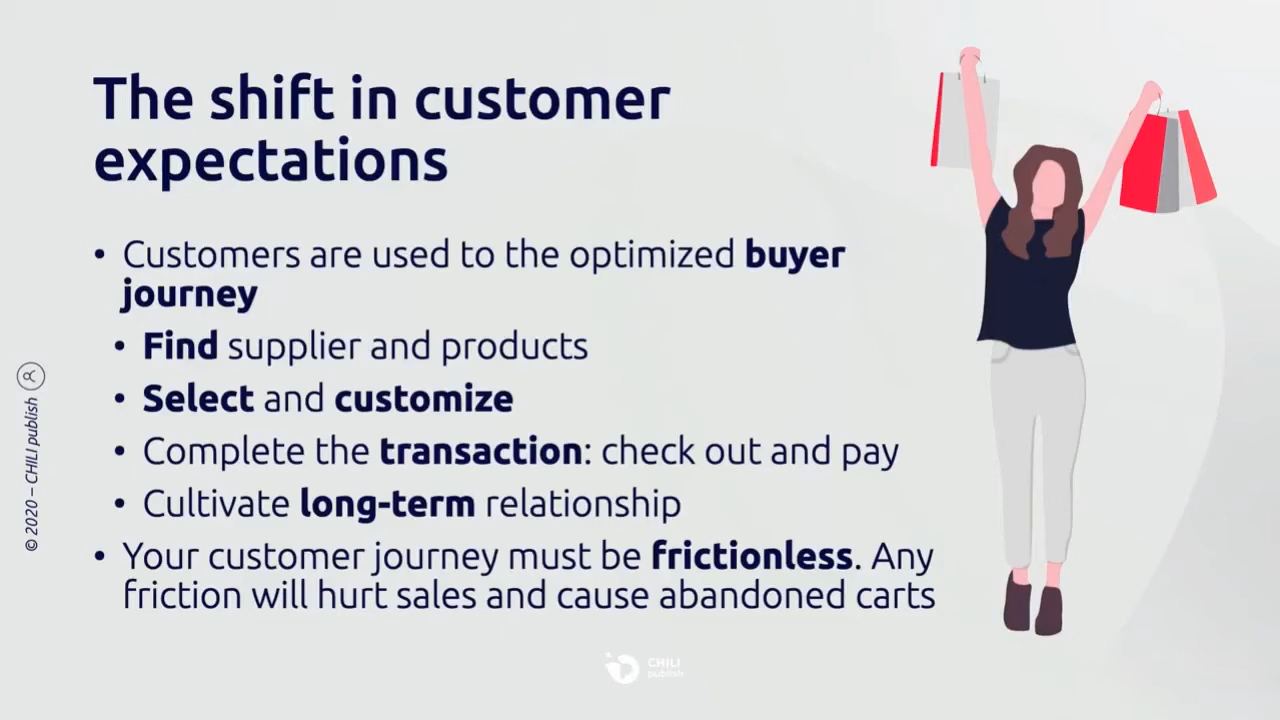 The shift in customer
expectations
• Customers are used to the optimized buyer
journey
• Find supplier and products
• Select and customize
• Complete the transaction: check out and pay
• Cultivate long-term relationship
• Your customer journey must be frictionless. Any
friction will hurt sales and cause abandoned carts
© 2020 – CHILI publish
CHILI
publish